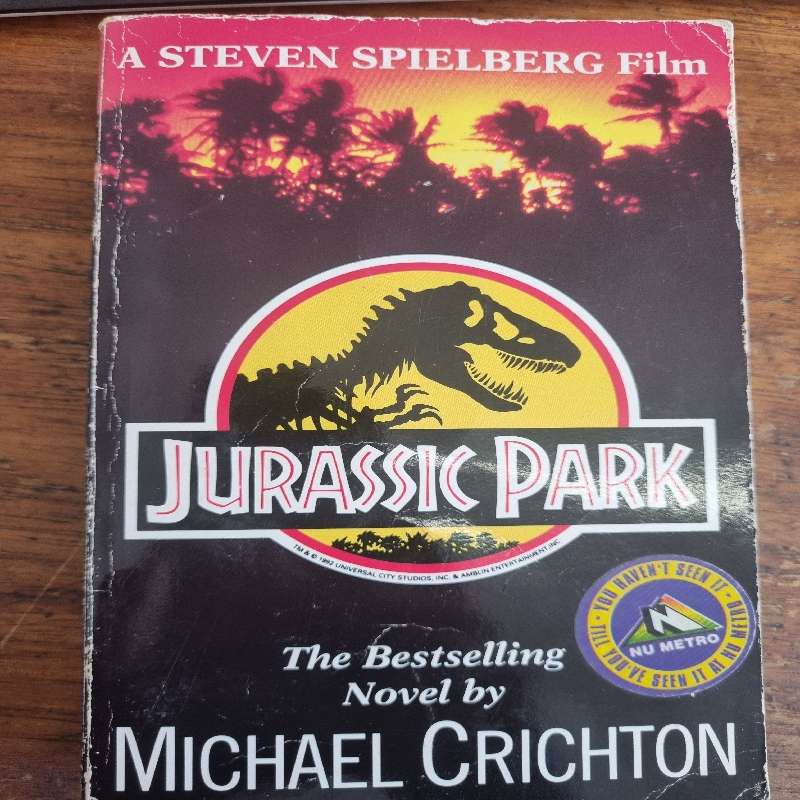 A STEVEN SPIELBERG Film
JURASSIC PARK
TM & © 1992 UNIVERSAL CITY STUDIOS, INC. & AMBLIN ENTERTAINMENT, INC.
YOU HAVEN'T SEEN IT -
TILL YOU'VE SEEN IT AT NU METRO -
N
NU METRO
The Bestselling
Novel by
MICHAEL CRICHTON